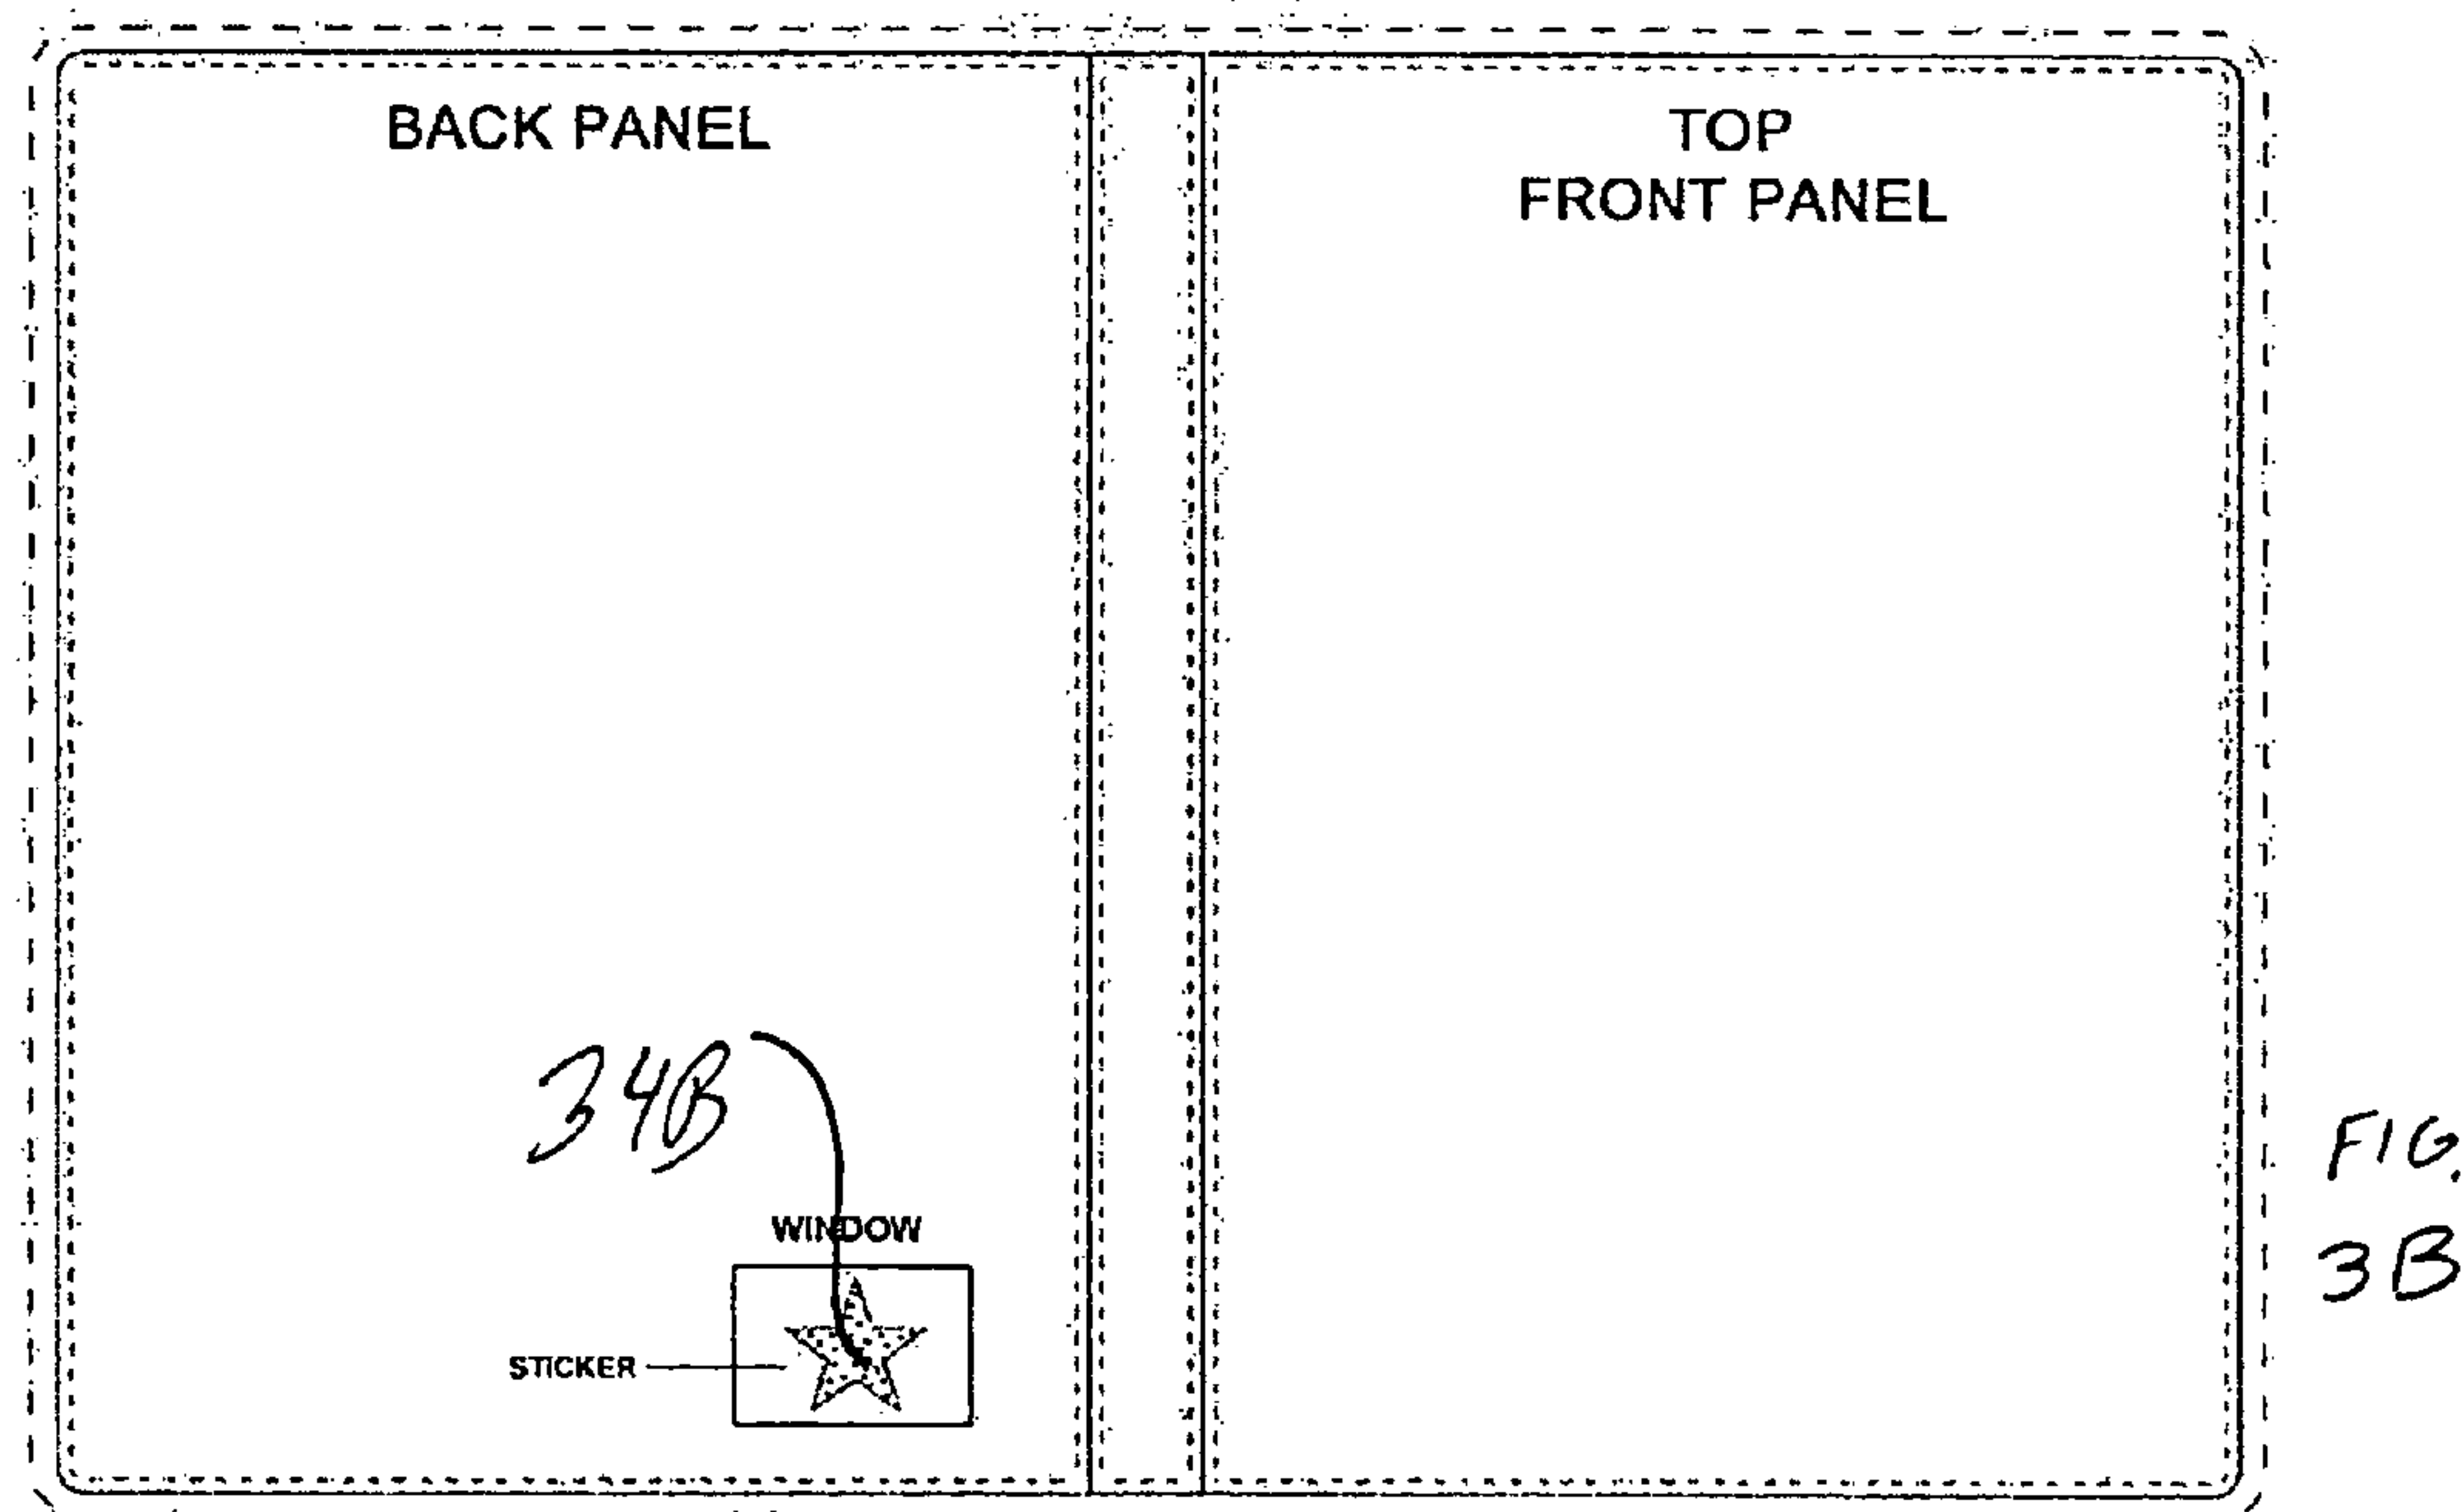 BACK PANEL
TOP
FRONT PANEL
34B
WINDOW
STICKER
FIG.
3B